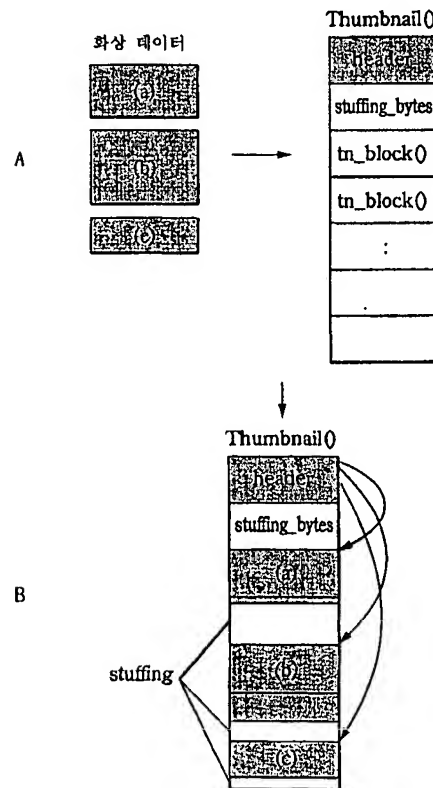 Thumbnail()
화상 데이터
header
(a)
stuffing_bytes
A
tn_block()
(b)
tn_block()
(c)
:
.
Thumbnail()
header
stuffing_bytes
(a)
B
stuffing
(b)
(c)